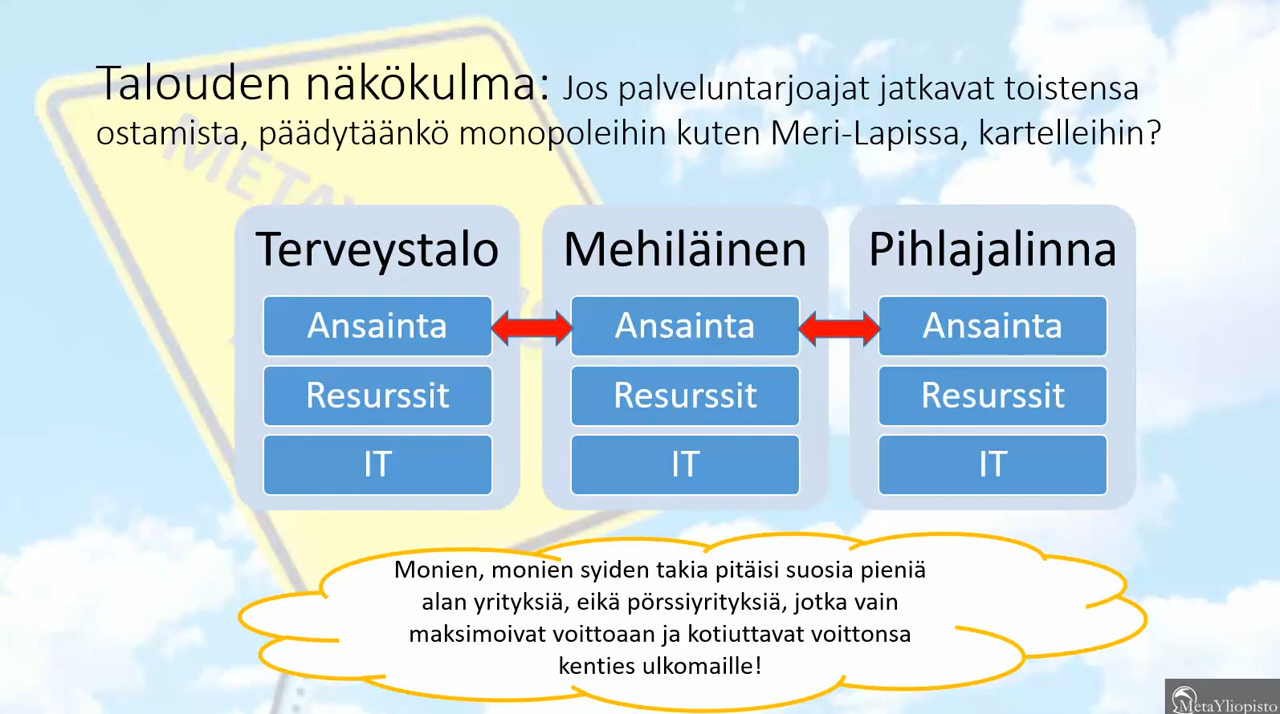 Talouden näkökulma: Jos palveluntarjoajat jatkavat toistensa
ostamista, päädytäänkö monopoleihin kuten Meri-Lapissa, kartelleihin?
Terveystalo
Mehiläinen
Pihlajalinna
Ansainta
Ansainta
Ansainta
Resurssit
Resurssit
Resurssit
IT
IT
IT
Monien, monien syiden takia pitäisi suosia pieniä
alan yrityksiä, eikä pörssiyrityksiä, jotka vain
maksimoivat voittoaan ja kotiuttavat voittonsa
kenties ulkomaille!
MetaYliopisto